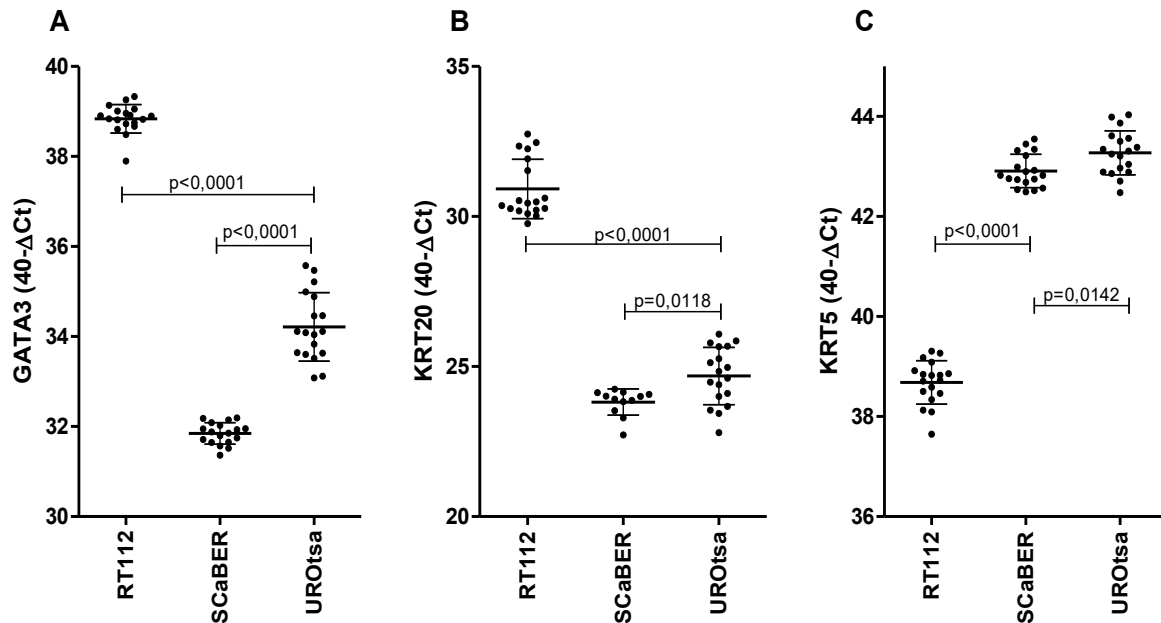 A
GATA3 (40-ΔCt)
40
38
36
34
32
30
p<0,0001
p<0,0001
RT112
SCaBER
UROtsa
B
KRT20 (40-ΔCt)
35
30
25
20
p<0,0001
p=0,0118
RT112
SCaBER
UROtsa
C
KRT5 (40-ΔCt)
44
42
40
38
36
p<0,0001
p=0,0142
RT112
SCaBER
UROtsa